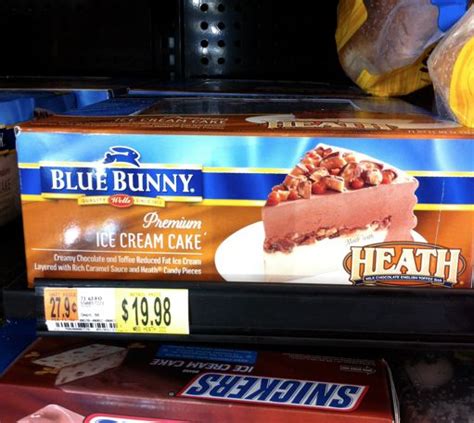 ICE CREAM CAKE HEATH
BLUE BUNNY
QUALITY Wells
Premium
ICE CREAM CAKE
Creamy Chocolate and Toffee Reduced Fat Ice Cream
Layered with Rich Caramel Sauce and Heath® Candy Pieces
HEATH
MILK CHOCOLATE ENGLISH TOFFEE BAR
27.9¢
$19.98
ICE CREAM CAKE
SNICKERS